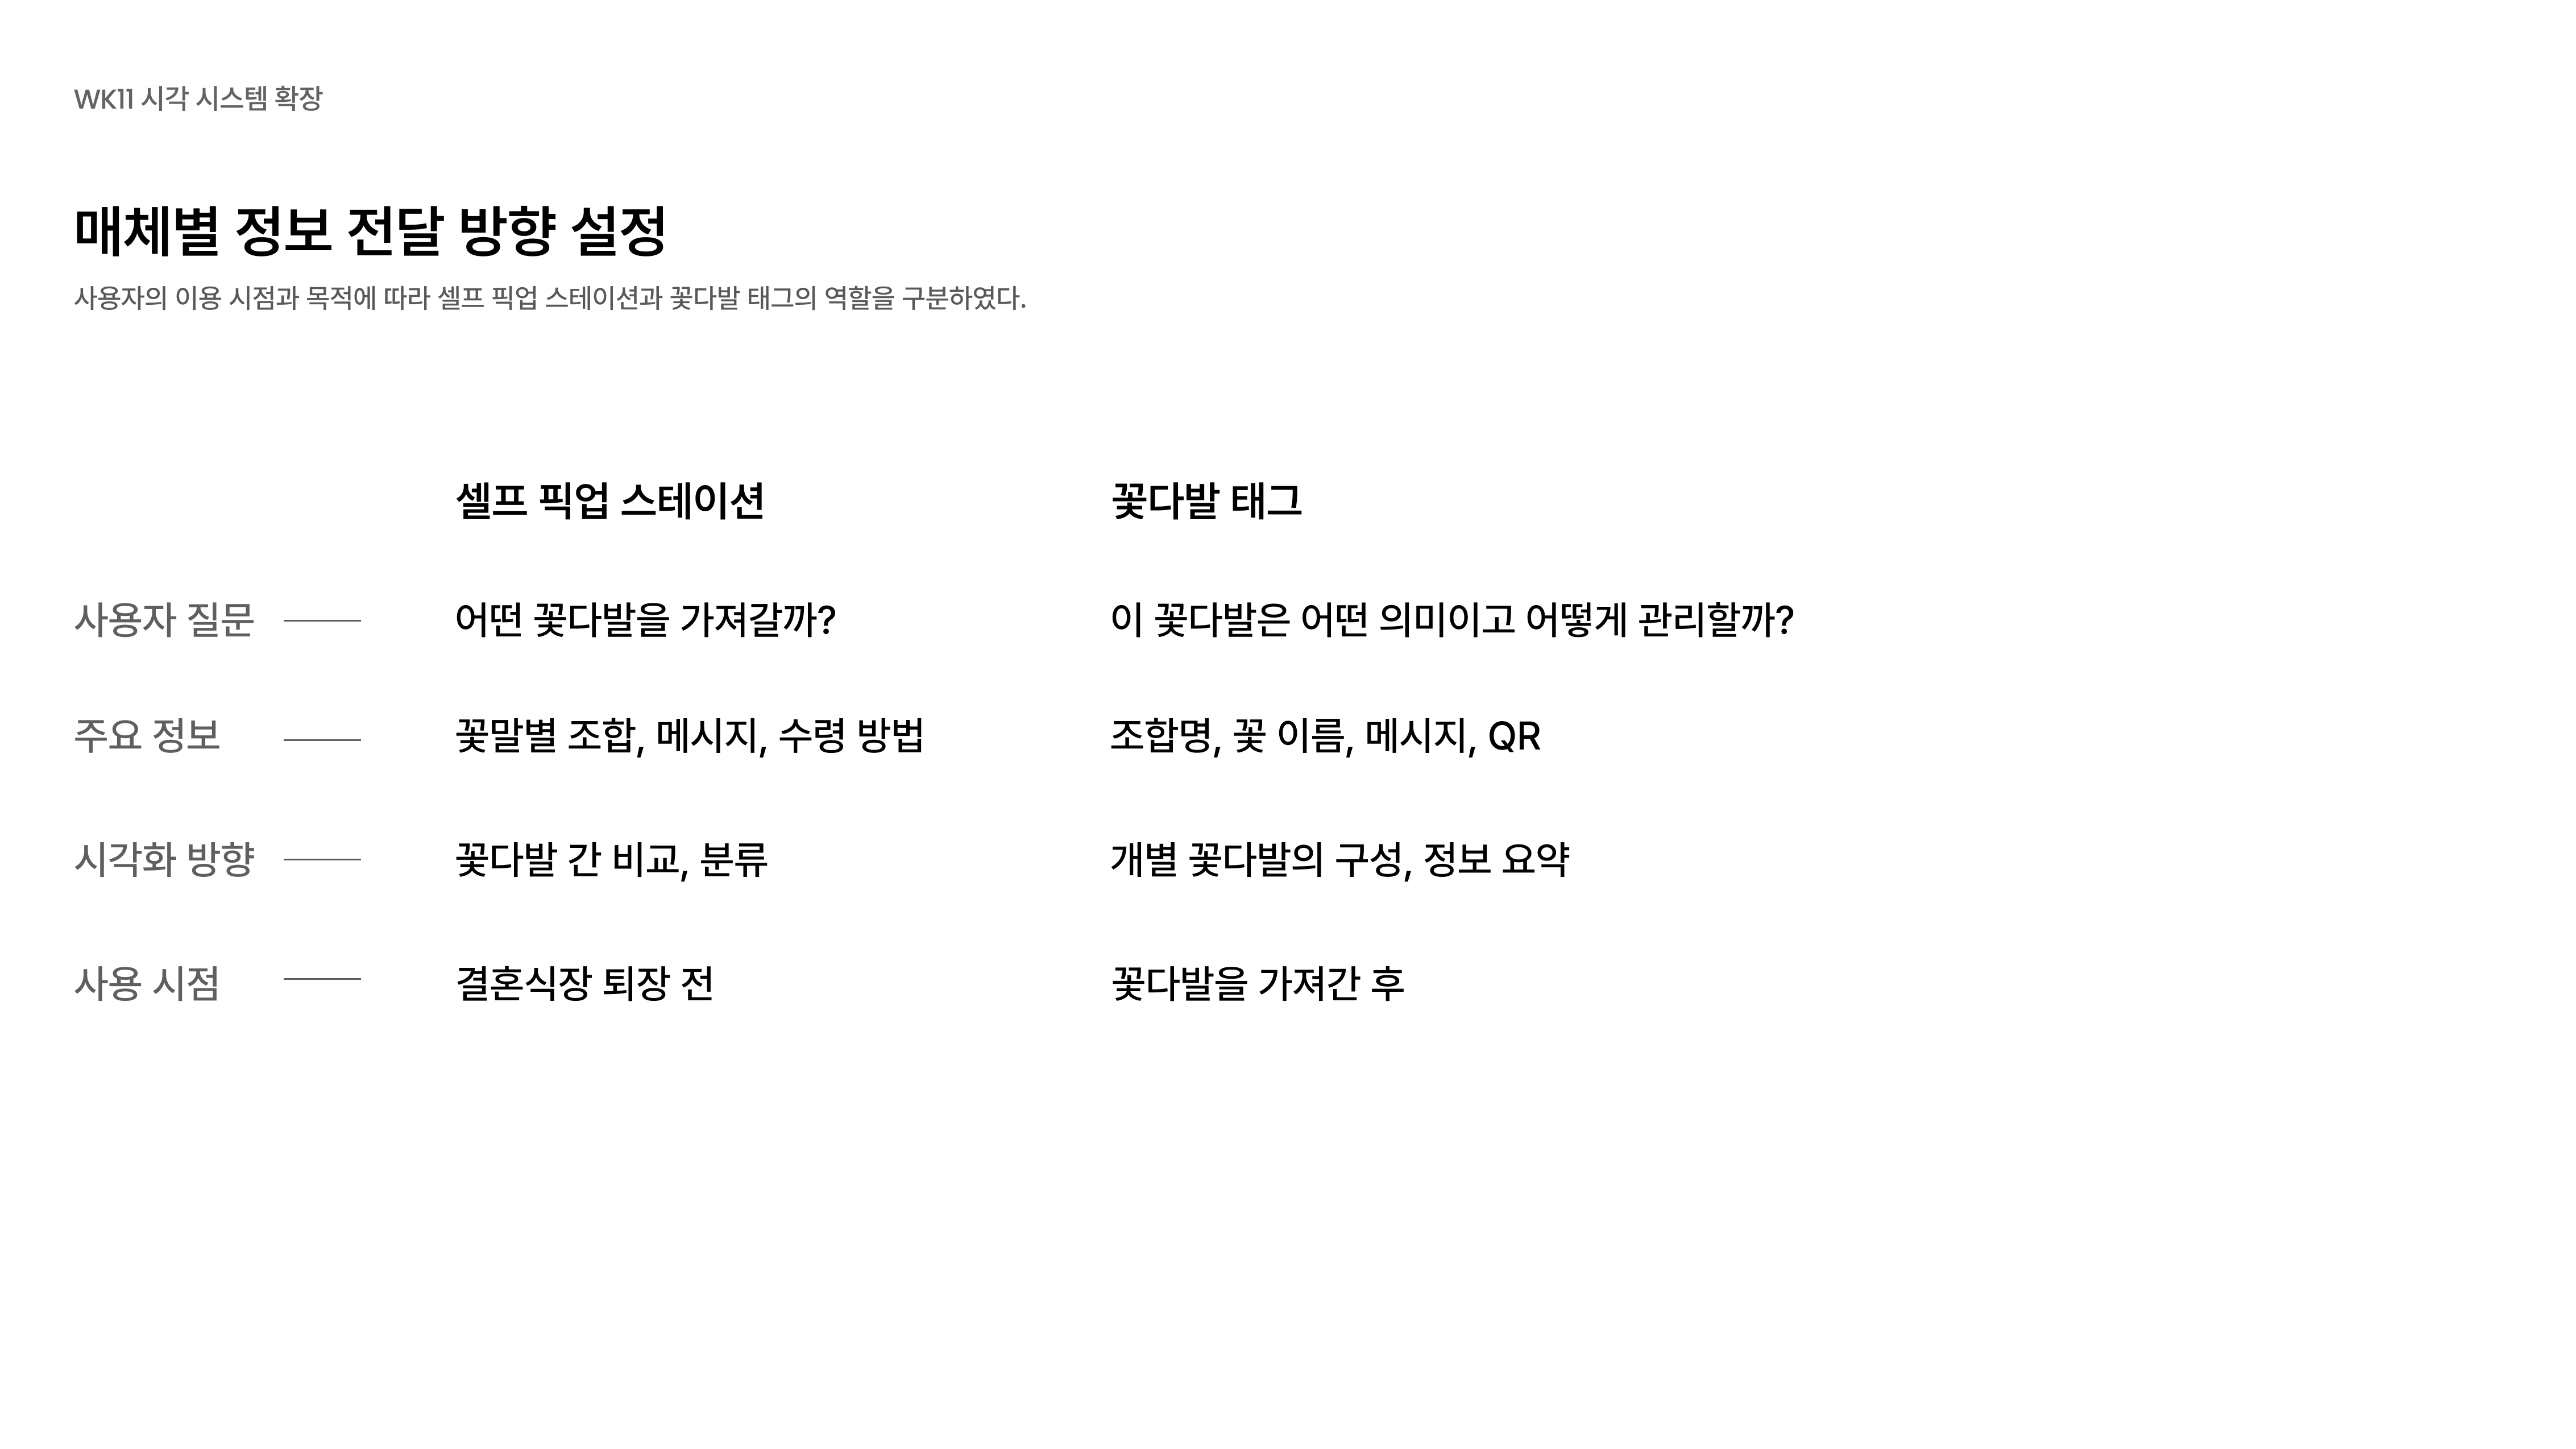 WK11 시각 시스템 확장
매체별 정보 전달 방향 설정
사용자의 이용 시점과 목적에 따라 셀프 픽업 스테이션과 꽃다발 태그의 역할을 구분하였다.
셀프 픽업 스테이션 꽃다발 태그
사용자 질문 어떤 꽃다발을 가져갈까? 이 꽃다발은 어떤 의미이고 어떻게 관리할까?
주요 정보 꽃말별 조합, 메시지, 수령 방법 조합명, 꽃 이름, 메시지, QR
시각화 방향 꽃다발 간 비교, 분류 개별 꽃다발의 구성, 정보 요약
사용 시점 결혼식장 퇴장 전 꽃다발을 가져간 후